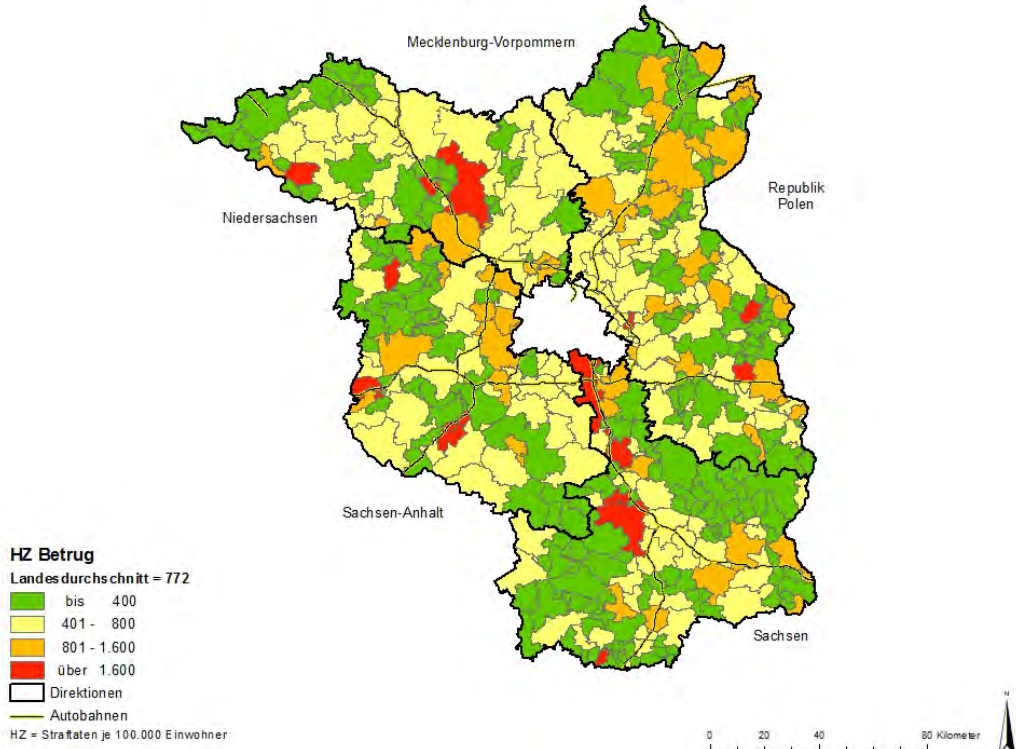 Mecklenburg-Vorpommern
Republik
Polen
Niedersachsen
Sachsen-Anhalt
Sachsen
HZ Betrug
Landesdurchschnitt = 772
bis 400
401 - 800
801 - 1.600
über 1.600
Direktionen
Autobahnen
HZ = Straftaten je 100.000 Einwohner
N
0 20 40 80 Kilometer